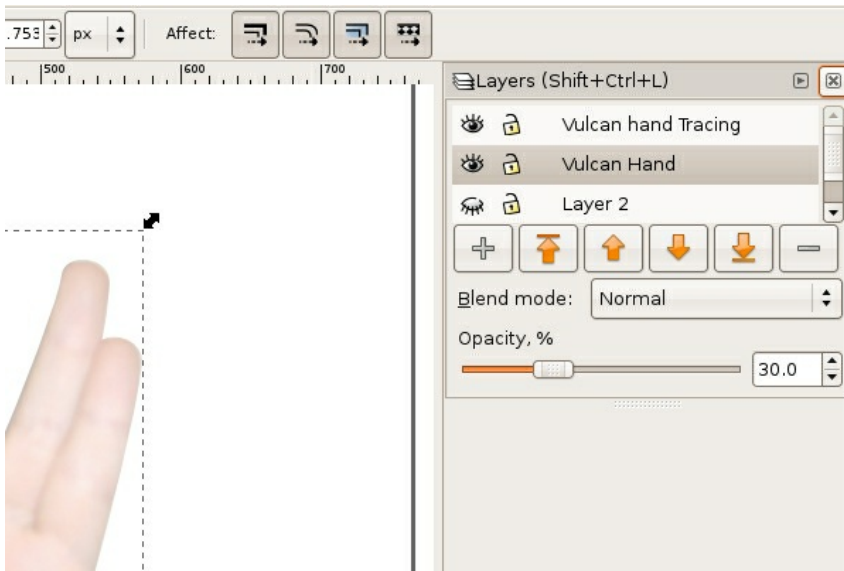 .753 px Affect:
500 600 700
Layers (Shift+Ctrl+L)
Vulcan hand Tracing
Vulcan Hand
Layer 2
Blend mode: Normal
Opacity, %
30.0